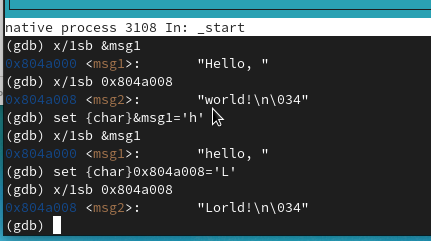 native process 3108 In: _start
(gdb) x/1sb &msg1
0x804a000 <msg1>: "Hello, "
(gdb) x/1sb 0x804a008
0x804a008 <msg2>: "world!\n\034"
(gdb) set {char}&msg1='h'
(gdb) x/1sb &msg1
0x804a000 <msg1>: "hello, "
(gdb) set {char}0x804a008='L'
(gdb) x/1sb 0x804a008
0x804a008 <msg2>: "Lorld!\n\034"
(gdb)